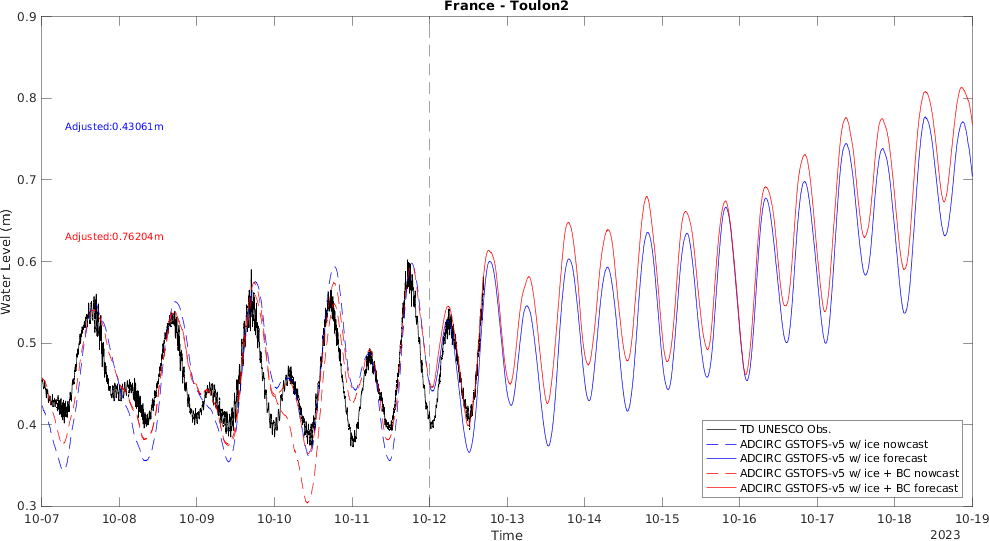 France - Toulon2
0.9
0.8
0.7
0.6
0.5
0.4
0.3
Water Level (m)
Adjusted:0.43061m
Adjusted:0.76204m
TD UNESCO Obs.
ADCIRC GSTOFS-v5 w/ ice nowcast
ADCIRC GSTOFS-v5 w/ ice forecast
ADCIRC GSTOFS-v5 w/ ice + BC nowcast
ADCIRC GSTOFS-v5 w/ ice + BC forecast
10-07 10-08 10-09 10-10 10-11 10-12 10-13 10-14 10-15 10-16 10-17 10-18 10-19
Time
2023